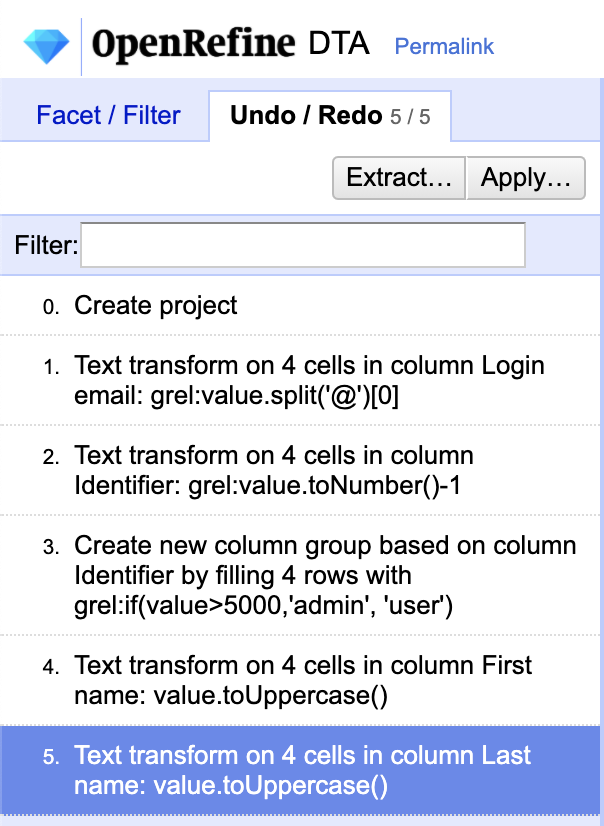 OpenRefine DTA Permalink
Facet / Filter Undo / Redo 5 / 5
Extract... Apply...
Filter:
0. Create project
1. Text transform on 4 cells in column Login
email: grel:value.split('@')[0]
2. Text transform on 4 cells in column
Identifier: grel:value.toNumber()-1
3. Create new column group based on column
Identifier by filling 4 rows with
grel:if(value>5000,'admin', 'user')
4. Text transform on 4 cells in column First
name: value.toUppercase()
5. Text transform on 4 cells in column Last
name: value.toUppercase()